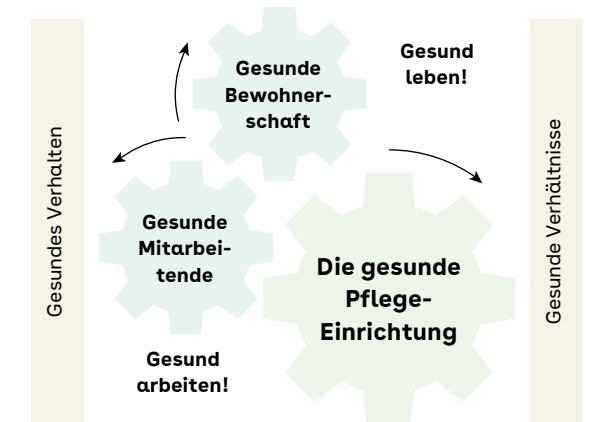 Gesundes Verhalten
Gesunde
Bewohner-
schaft
Gesund
leben!
Gesunde
Mitarbei-
tende
Die gesunde
Pflege-
Einrichtung
Gesund
arbeiten!
Gesunde Verhältnisse